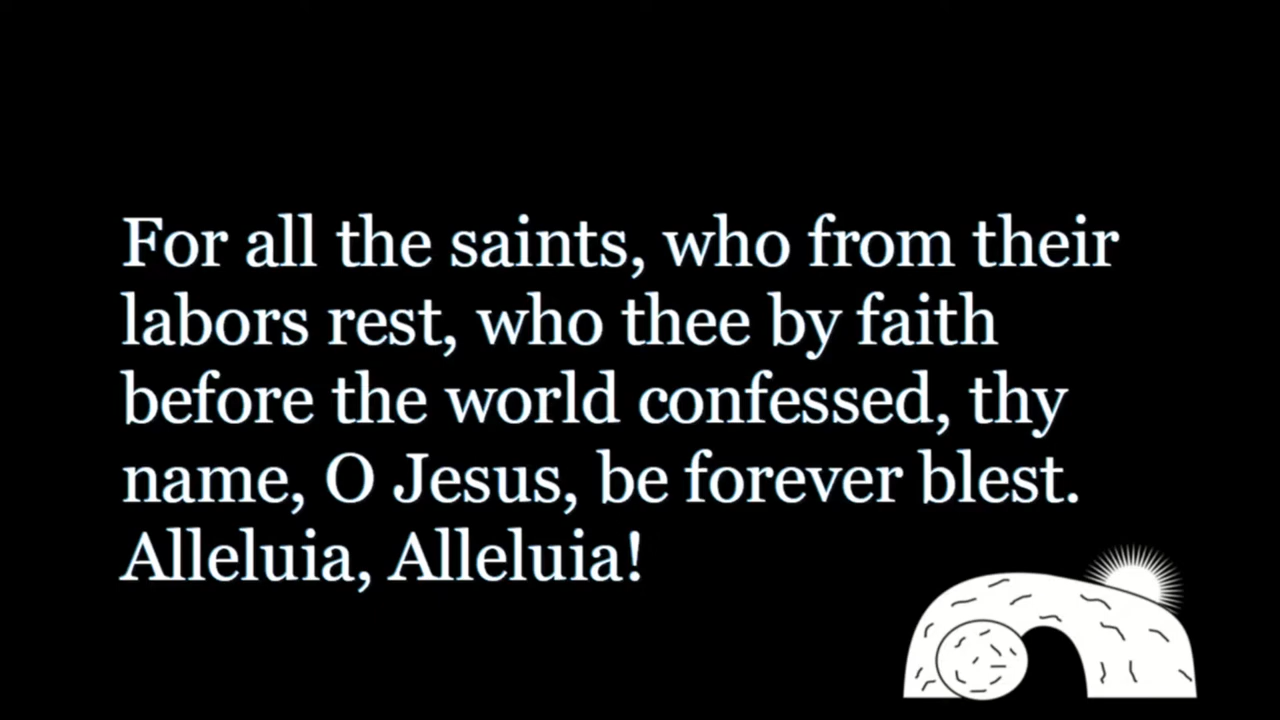 For all the saints, who from their
labors rest, who thee by faith
before the world confessed, thy
name, O Jesus, be forever blest.
Alleluia, Alleluia!